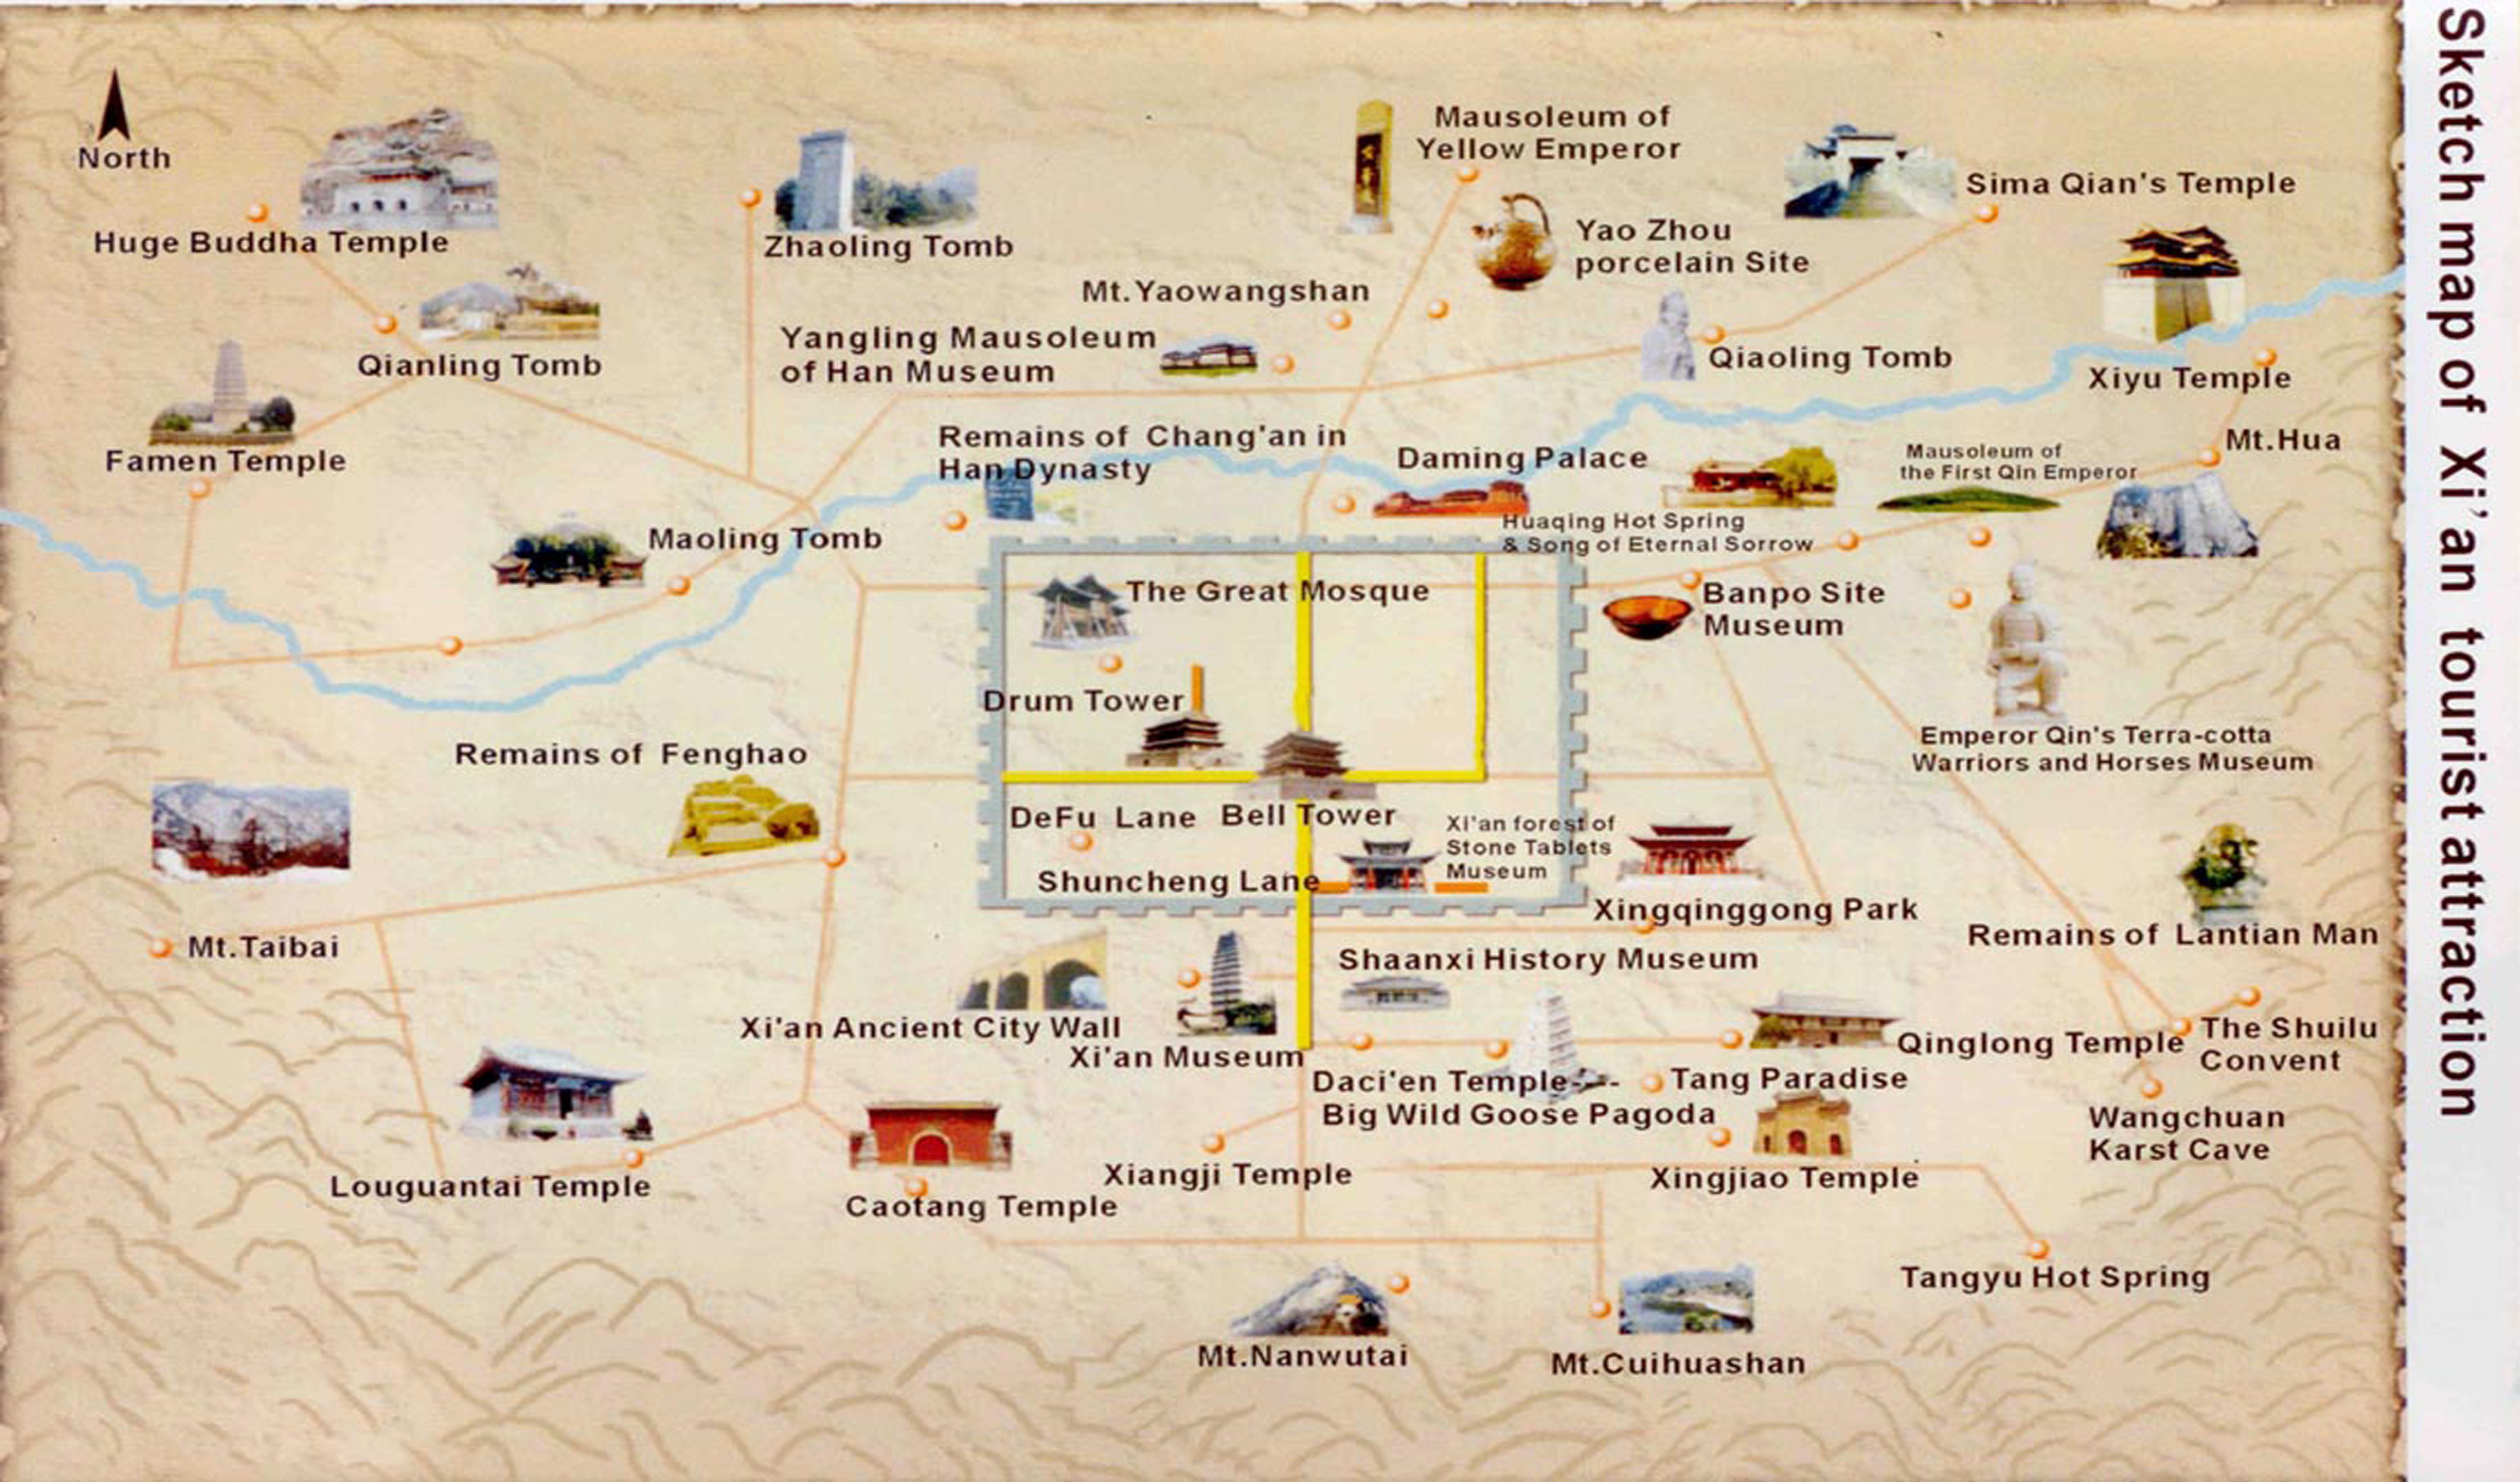 Sketch map of Xi'an tourist attraction
North
Huge Buddha Temple
Zhaoling Tomb
Mausoleum of
Yellow Emperor
Yao Zhou
porcelain Site
Sima Qian's Temple
Mt.Yaowangshan
Yangling Mausoleum
of Han Museum
Qianling Tomb
Qiaoling Tomb
Xiyu Temple
Famen Temple
Remains of Chang'an in
Han Dynasty
Daming Palace
Mausoleum of
the First Qin Emperor
Mt.Hua
Maoling Tomb
Huaqing Hot Spring
& Song of Eternal Sorrow
The Great Mosque
Banpo Site
Museum
Drum Tower
Emperor Qin's Terra-cotta
Warriors and Horses Museum
Remains of Fenghao
DeFu Lane
Bell Tower
Xi'an forest of
Stone Tablets
Museum
Shuncheng Lane
Xingqinggong Park
Mt.Taibai
Remains of Lantian Man
Shaanxi History Museum
Xi'an Ancient City Wall
Xi'an Museum
Qinglong Temple
The Shuilu
Convent
Daci'en Temple---
Big Wild Goose Pagoda
Tang Paradise
Wangchuan
Karst Cave
Louguantai Temple
Caotang Temple
Xiangji Temple
Xingjiao Temple
Tangyu Hot Spring
Mt.Nanwutai
Mt.Cuihuashan